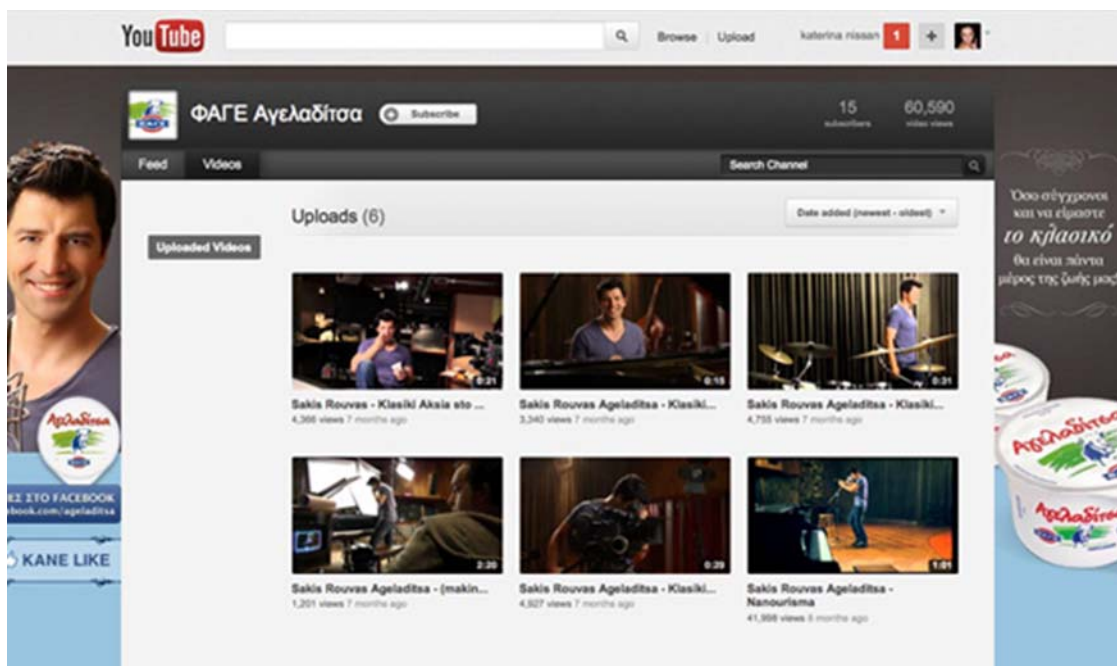 YouTube
Browse Upload
katerina nissan 1 +
ΦΑΓΕ Αγελαδίτσα Subscribe
15 60,590
subscribers video views
Feed Videos
Search Channel
Uploads (6)
Date added (newest - oldest)
Uploaded Videos
0:21 0:15 0:31
Sakis Rouvas - Klasiki Aksia sto ...
4,366 views 7 months ago
Sakis Rouvas Ageladitsa - Klasiki...
3,340 views 7 months ago
Sakis Rouvas Ageladitsa - Klasiki...
4,755 views 7 months ago
2:20 0:29 1:01
Sakis Rouvas Ageladitsa - (makin...
1,201 views 7 months ago
Sakis Rouvas Ageladitsa - Klasiki...
4,927 views 7 months ago
Sakis Rouvas Ageladitsa -
Nanourisma
41,998 views 8 months ago
Αγελαδίτσα
ΕΣ ΣΤΟ FACEBOOK
ebook.com/ageladitsa
ΚΑΝΕ LIKE
Όσο σύγχρονοι
και να είμαστε
το κλασικό
θα είναι πάντα
μέρος της ζωής μας!
Αγελαδίτσα
Αγελαδίτσα